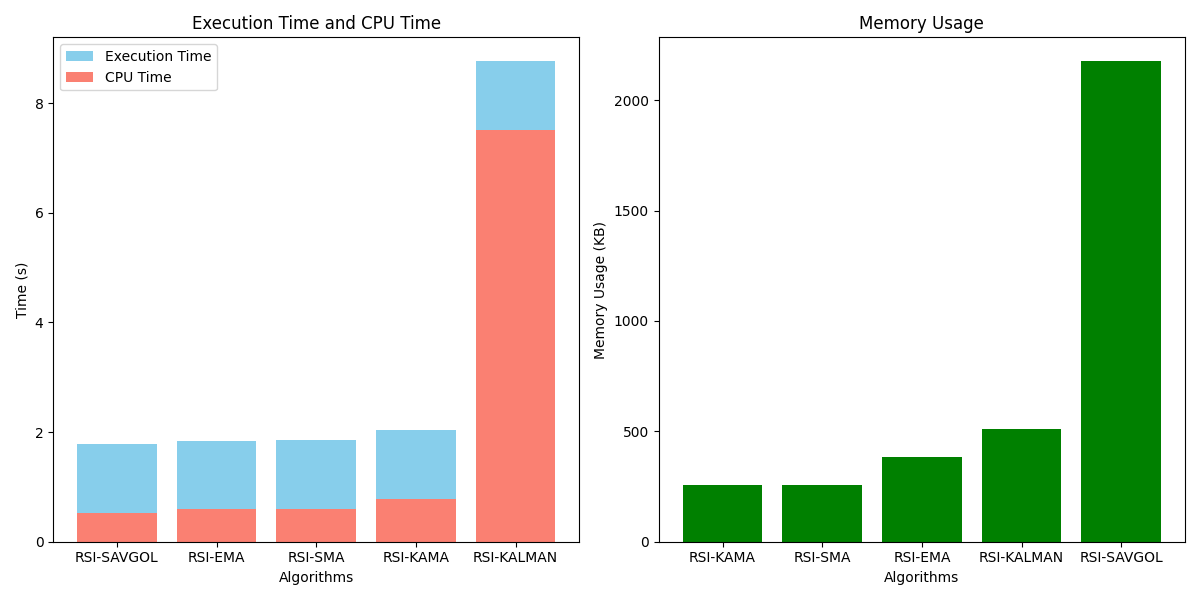 Execution Time and CPU Time
Execution Time
CPU Time
Time (s)
8
6
4
2
0
RSI-SAVGOL RSI-EMA RSI-SMA RSI-KAMA RSI-KALMAN
Algorithms
Memory Usage
Memory Usage (KB)
2000
1500
1000
500
0
RSI-KAMA RSI-SMA RSI-EMA RSI-KALMAN RSI-SAVGOL
Algorithms